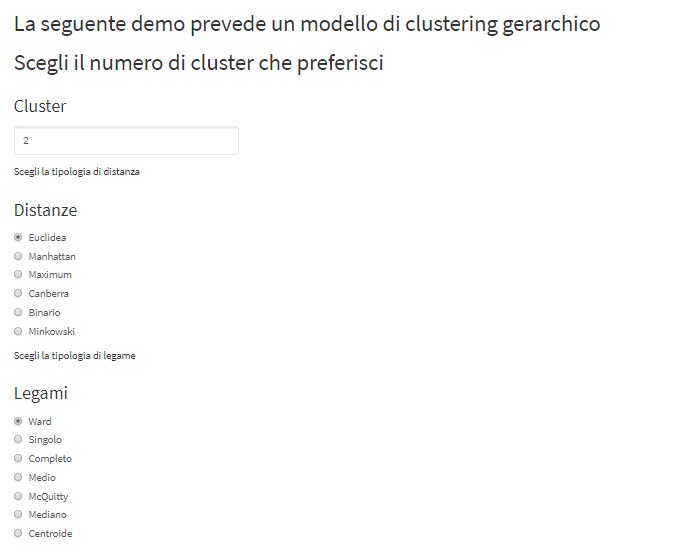 La seguente demo prevede un modello di clustering gerarchico
Scegli il numero di cluster che preferisci
Cluster
2
Scegli la tipologia di distanza
Distanze
Euclidea
Manhattan
Maximum
Canberra
Binario
Minkowski
Scegli la tipologia di legame
Legami
Ward
Singolo
Completo
Medio
McQuitty
Mediano
Centroide